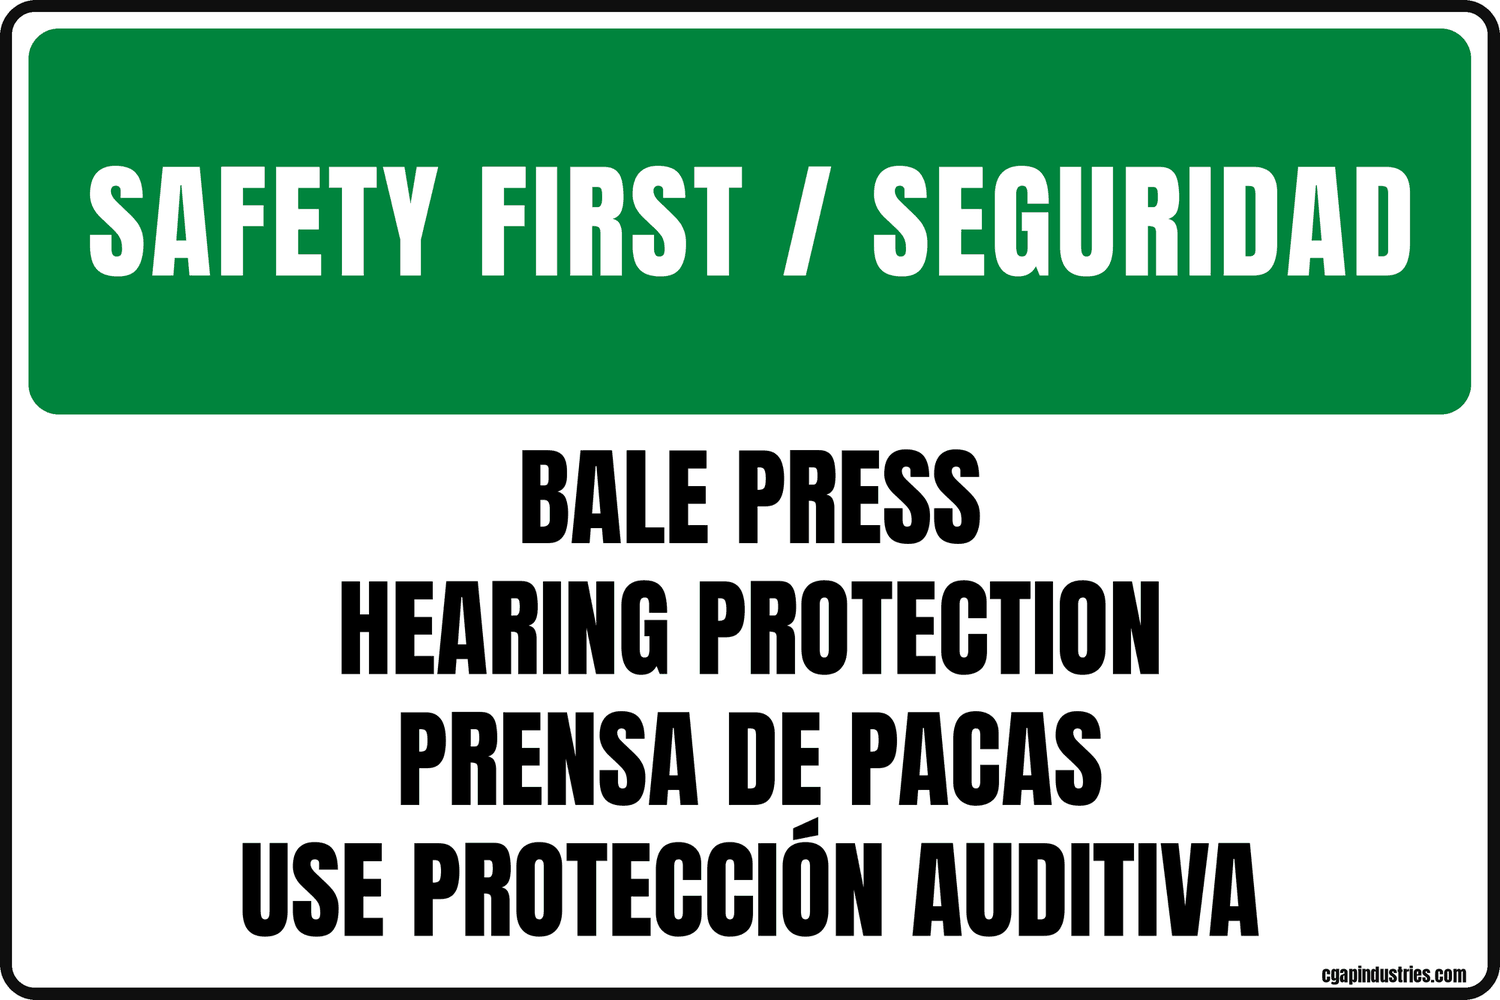 SAFETY FIRST / SEGURIDAD
BALE PRESS
HEARING PROTECTION
PRENSA DE PACAS
USE PROTECCIÓN AUDITIVA
cgapindustries.com